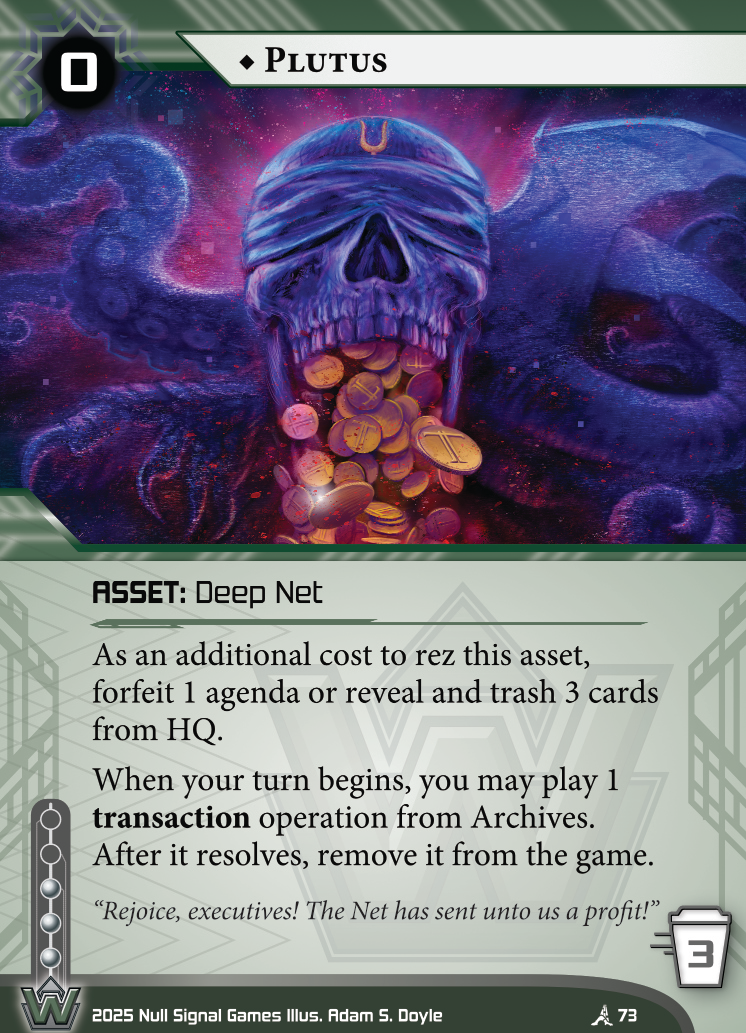 0
◆ Plutus
ASSET: Deep Net
As an additional cost to rez this asset,
forfeit 1 agenda or reveal and trash 3 cards
from HQ.
When your turn begins, you may play 1
transaction operation from Archives.
After it resolves, remove it from the game.
“Rejoice, executives! The Net has sent unto us a profit!”
3
2025 Null Signal Games Illus. Adam S. Doyle
73